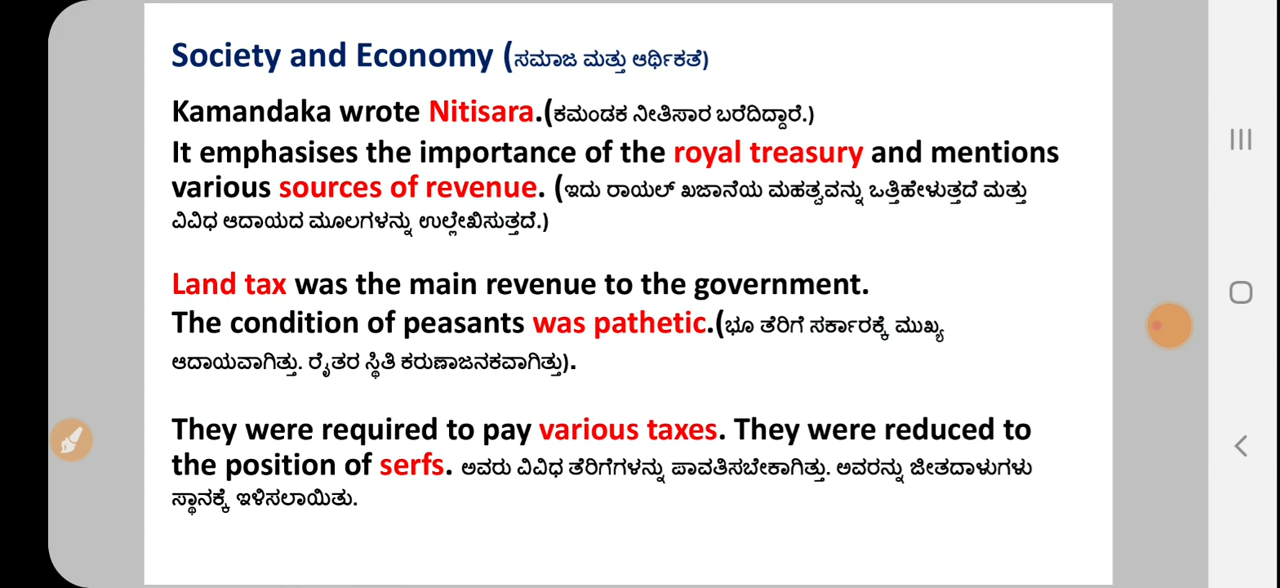 Society and Economy (ಸಮಾಜ ಮತ್ತು ಆರ್ಥಿಕತೆ)
Kamandaka wrote Nitisara.(ಕಮಂಡಕ ನೀತಿಸಾರ ಬರೆದಿದ್ದಾರೆ.)
It emphasises the importance of the royal treasury and mentions
various sources of revenue. (ಇದು ರಾಯಲ್ ಖಜಾನೆಯ ಮಹತ್ವವನ್ನು ಒತ್ತಿಹೇಳುತ್ತದೆ ಮತ್ತು
ವಿವಿಧ ಆದಾಯದ ಮೂಲಗಳನ್ನು ಉಲ್ಲೇಖಿಸುತ್ತದೆ.)
Land tax was the main revenue to the government.
The condition of peasants was pathetic.(ಭೂ ತೆರಿಗೆ ಸರ್ಕಾರಕ್ಕೆ ಮುಖ್ಯ
ಆದಾಯವಾಗಿತ್ತು. ರೈತರ ಸ್ಥಿತಿ ಕರುಣಾಜನಕವಾಗಿತ್ತು).
They were required to pay various taxes. They were reduced to
the position of serfs. ಅವರು ವಿವಿಧ ತೆರಿಗೆಗಳನ್ನು ಪಾವತಿಸಬೇಕಾಗಿತ್ತು. ಅವರನ್ನು ಜೀತದಾಳುಗಳು
ಸ್ಥಾನಕ್ಕೆ ಇಳಿಸಲಾಯಿತು.